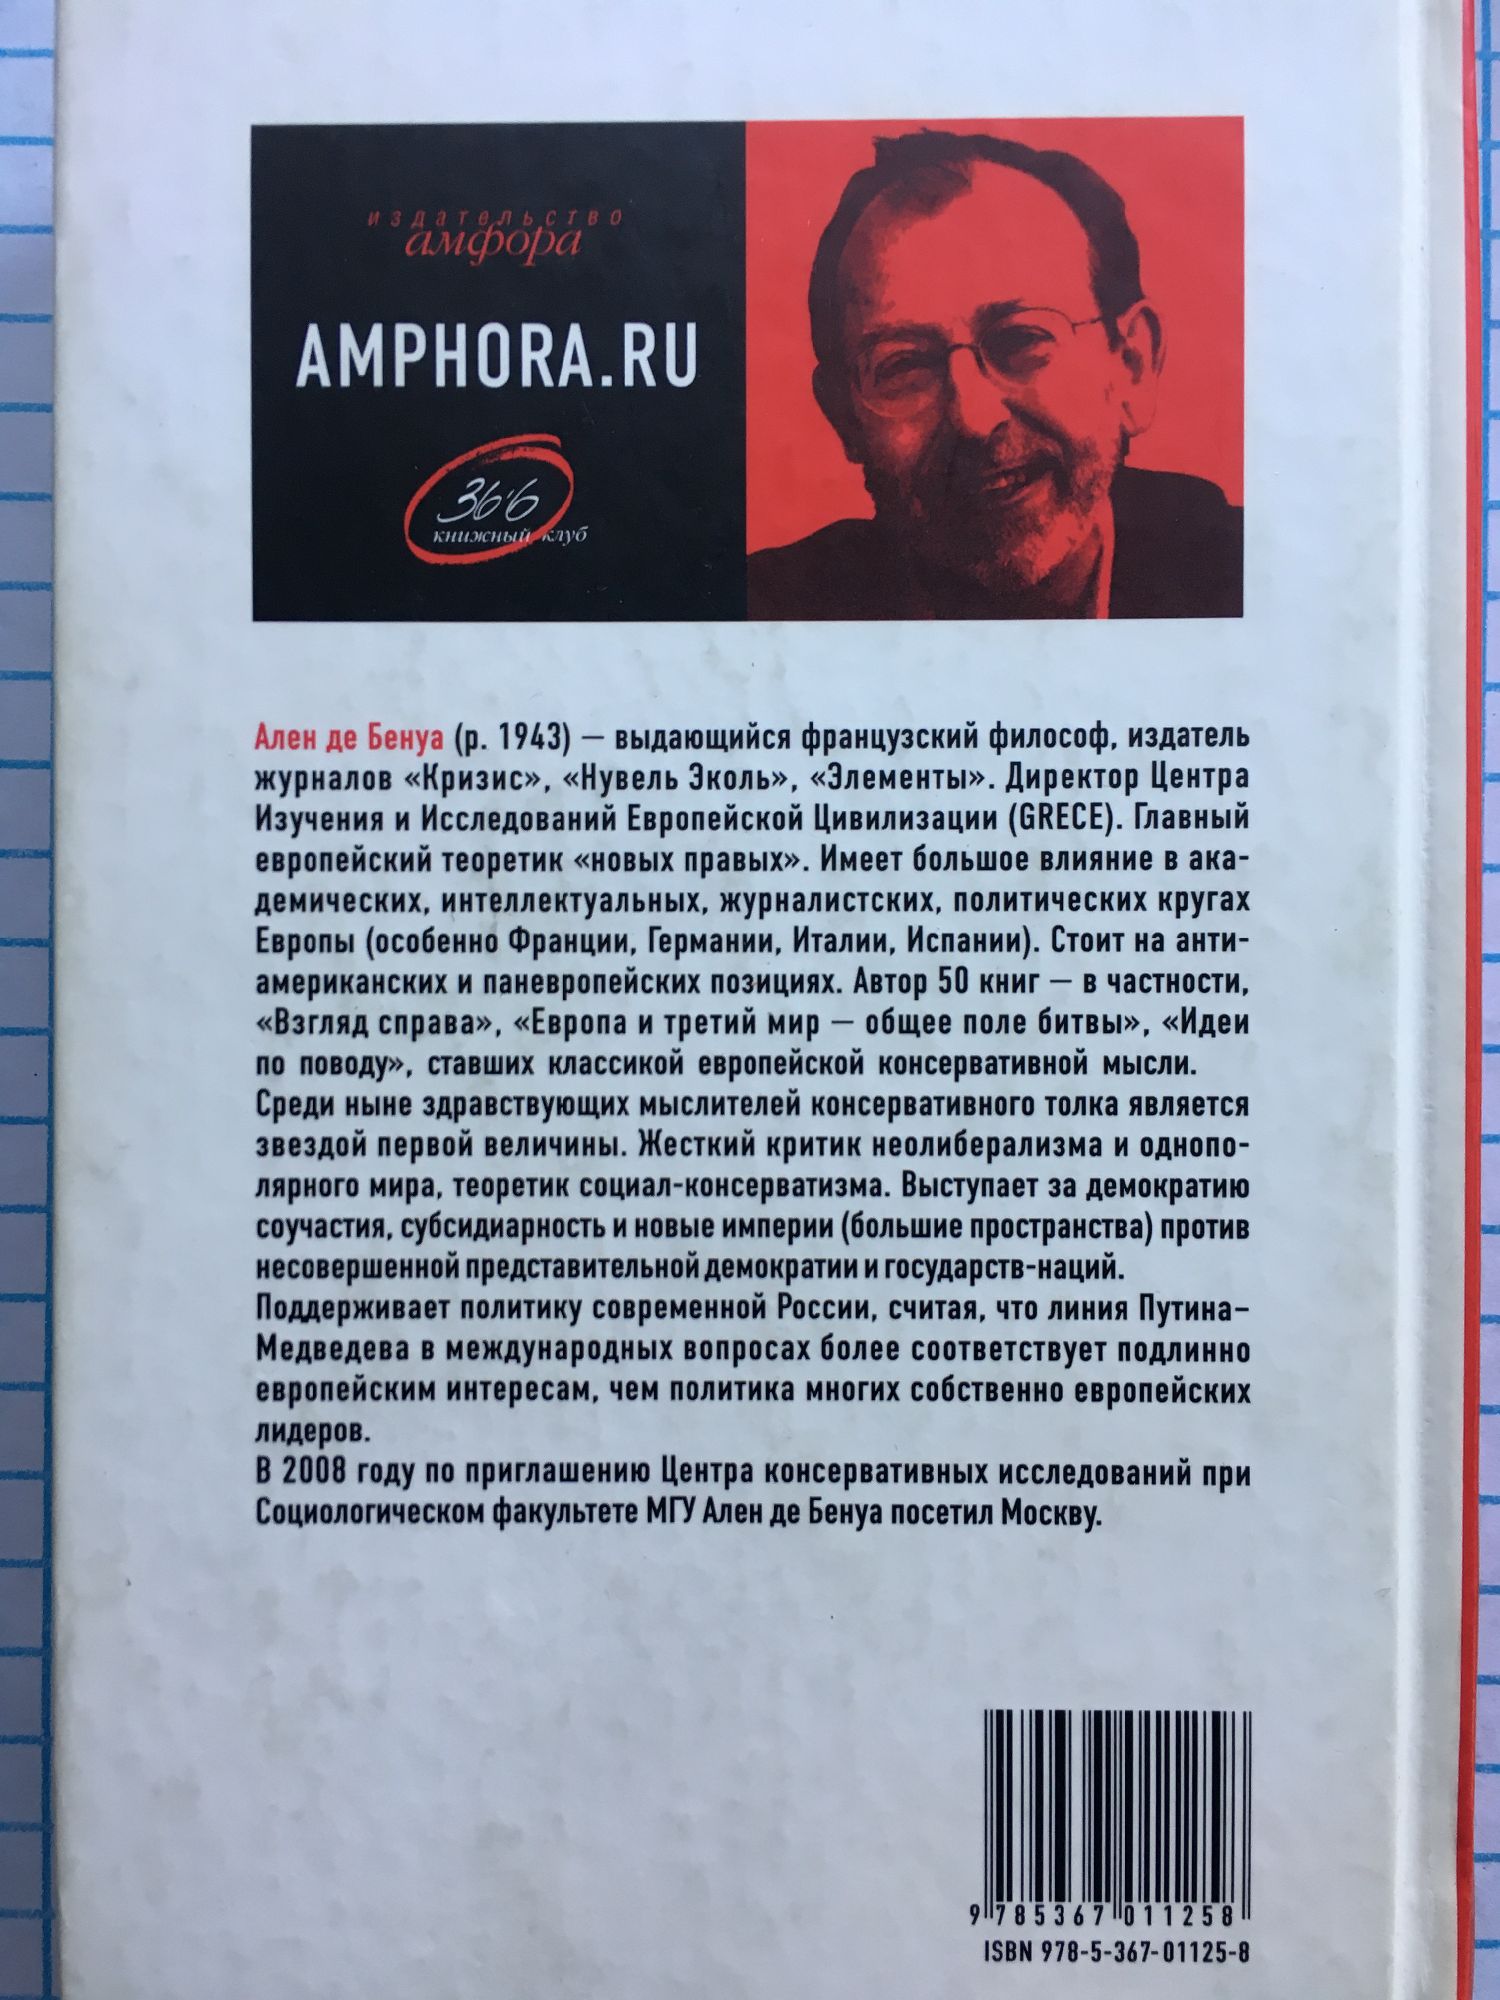 издательство
амфора
AMPHORA.RU
36'6
книжный клуб
Ален де Бенуа (р. 1943) — выдающийся французский философ, издатель
журналов «Кризис», «Нувель Эколь», «Элементы». Директор Центра
Изучения и Исследований Европейской Цивилизации (GRECE). Главный
европейский теоретик «новых правых». Имеет большое влияние в ака-
демических, интеллектуальных, журналистских, политических кругах
Европы (особенно Франции, Германии, Италии, Испании). Стоит на анти-
американских и паневропейских позициях. Автор 50 книг — в частности,
«Взгляд справа», «Европа и третий мир — общее поле битвы», «Идеи
по поводу», ставших классикой европейской консервативной мысли.
Среди ныне здравствующих мыслителей консервативного толка является
звездой первой величины. Жесткий критик неолиберализма и однопо-
лярного мира, теоретик социал-консерватизма. Выступает за демократию
соучастия, субсидиарность и новые империи (большие пространства) против
несовершенной представительной демократии и государств-наций.
Поддерживает политику современной России, считая, что линия Путина–
Медведева в международных вопросах более соответствует подлинно
европейским интересам, чем политика многих собственно европейских
лидеров.
В 2008 году по приглашению Центра консервативных исследований при
Социологическом факультете МГУ Ален де Бенуа посетил Москву.
9 785367 011258
ISBN 978-5-367-01125-8